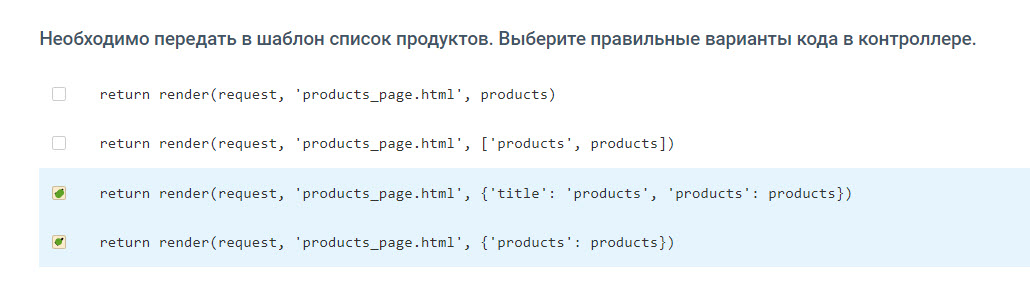 Необходимо передать в шаблон список продуктов. Выберите правильные варианты кода в контроллере.
return render(request, 'products_page.html', products)
return render(request, 'products_page.html', ['products', products])
return render(request, 'products_page.html', {'title': 'products', 'products': products})
return render(request, 'products_page.html', {'products': products})